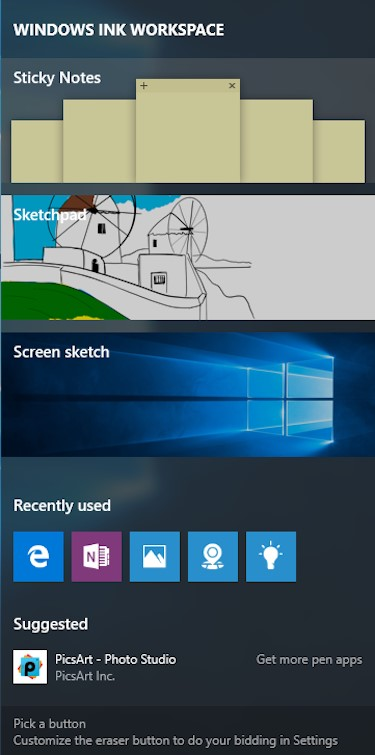 WINDOWS INK WORKSPACE
Sticky Notes
Sketchpad
Screen sketch
Recently used
Suggested
PicsArt - Photo Studio
Get more pen apps
PicsArt Inc.
Pick a button
Customize the eraser button to do your bidding in Settings